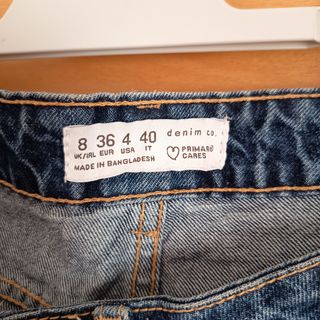 8 36 4 40 denim co.
UK/IRL EUR USA IT
MADE IN BANGLADESH
PRIMARK CARES